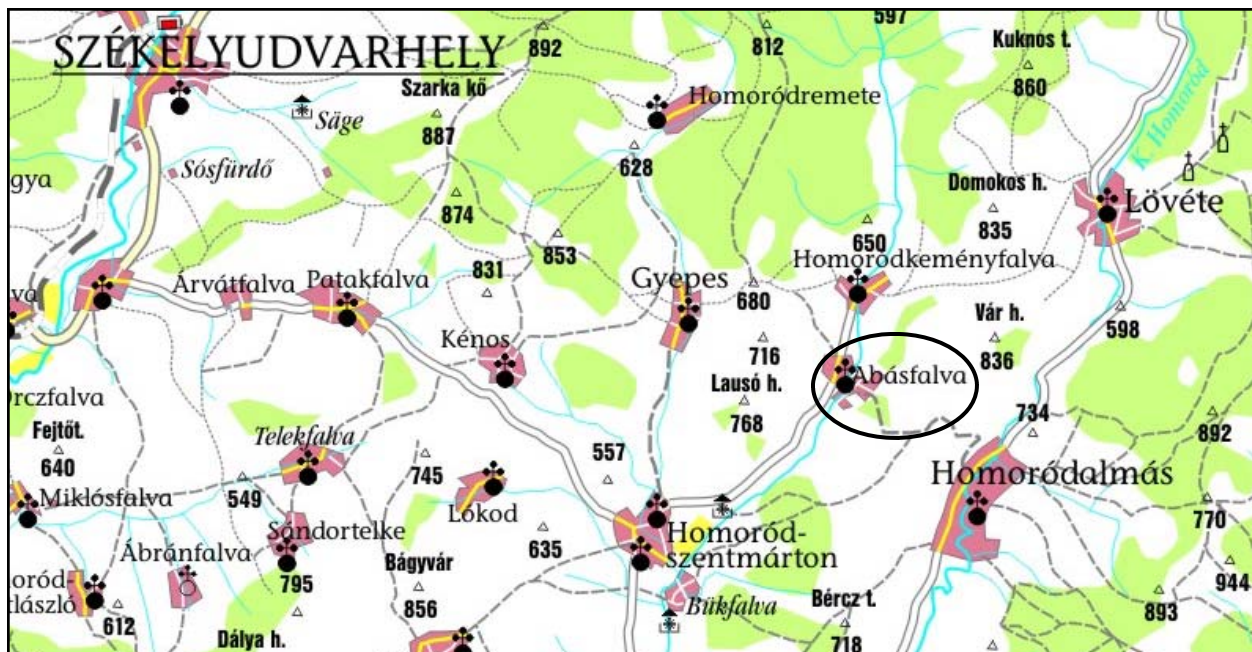 597
892
812
Kuknos t.
860
SZÉKELYUDVARHELY
Szarka kő
887
Homoródremete
Säge
K. Homoród
628
Sósfürdő
gya
874
Domokos h.
835
Lövéte
650
853
Homoródkeményfalva
831
Árvátfalva
Patakfalva
Gyepes
680
va
Vár h.
836
598
Kénos
716
Abásfalva
Lausó h.
768
Orczfalva
734
892
Fejtőt.
640
Telekfalva
745
557
549
Homoródalmás
Miklósfalva
Lókod
Sándortelke
770
635
Homoród-
szentmárton
Ábránfalva
795
Bágyvár
856
944
oród-
tlászló
612
Bükfalva
Bércz t.
718
893
Dálya h.